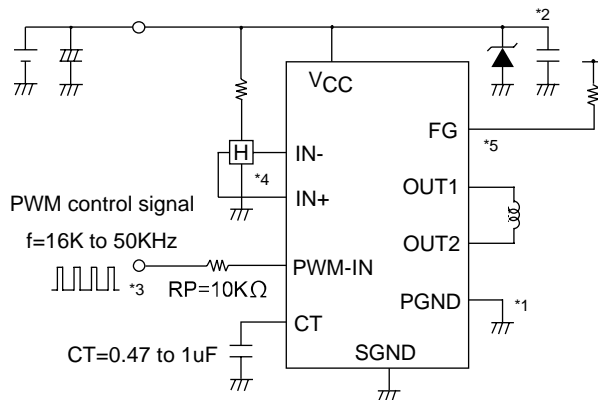 *2
VCC
FG
*5
H
IN-
*4
OUT1
IN+
PWM control signal
f=16K to 50KHz
OUT2
PWM-IN
*3
RP=10KΩ
PGND
*1
CT
CT=0.47 to 1uF
SGND